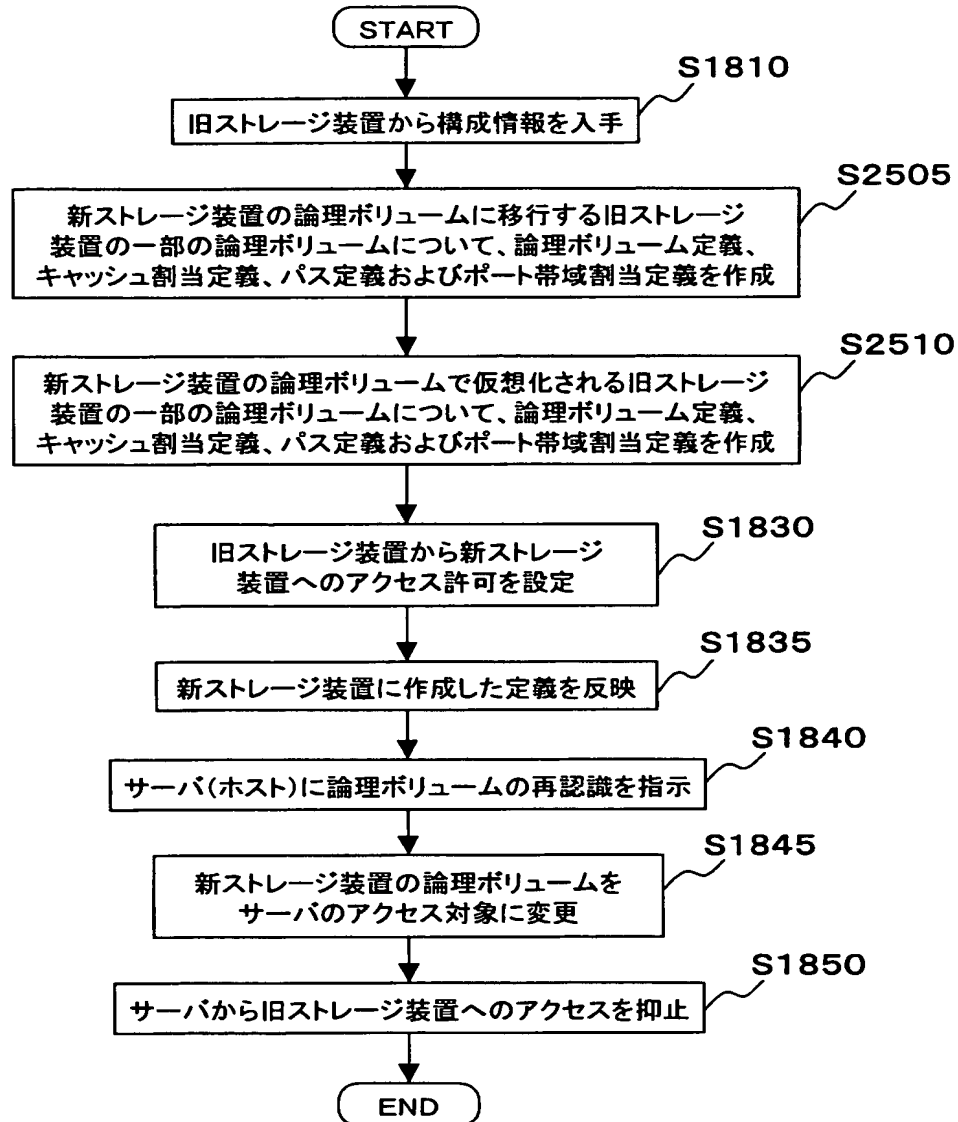 START
S1810
旧ストレージ装置から構成情報を入手
S2505
新ストレージ装置の論理ボリュームに移行する旧ストレージ
装置の一部の論理ボリュームについて、論理ボリューム定義、
キャッシュ割当定義、パス定義およびポート帯域割当定義を作成
S2510
新ストレージ装置の論理ボリュームで仮想化される旧ストレージ
装置の一部の論理ボリュームについて、論理ボリューム定義、
キャッシュ割当定義、パス定義およびポート帯域割当定義を作成
S1830
旧ストレージ装置から新ストレージ
装置へのアクセス許可を設定
S1835
新ストレージ装置に作成した定義を反映
S1840
サーバ(ホスト)に論理ボリュームの再認識を指示
S1845
新ストレージ装置の論理ボリュームを
サーバのアクセス対象に変更
S1850
サーバから旧ストレージ装置へのアクセスを抑止
END